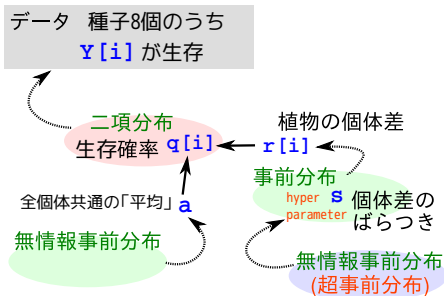 データ 種子8個のうち
Y[i] が生存
二項分布
生存確率 q[i]
植物の個体差
r[i]
事前分布
hyper parameter
s
個体差の
ばらつき
全個体共通の「平均」 a
無情報事前分布
無情報事前分布
(超事前分布)